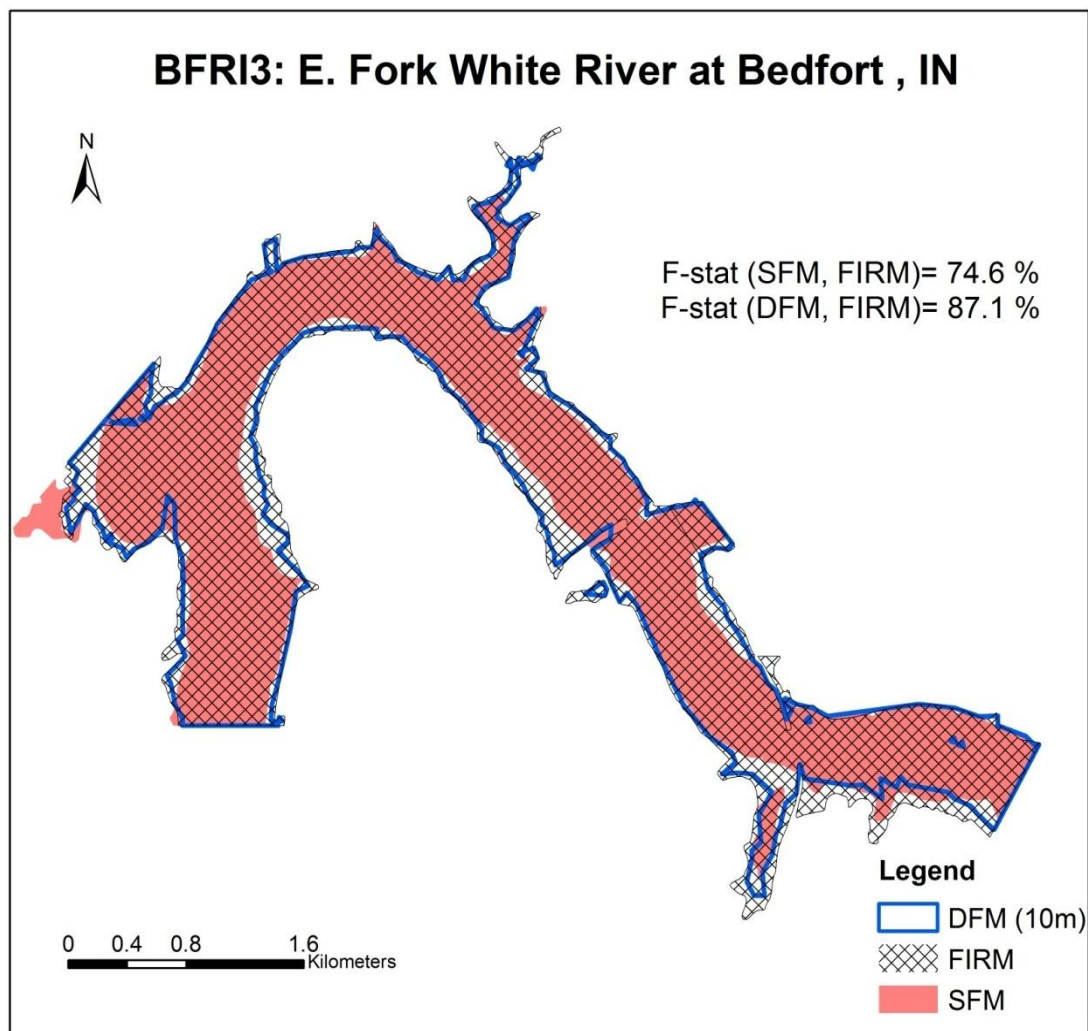 BFRI3: E. Fork White River at Bedfort , IN
N
F-stat (SFM, FIRM)= 74.6 %
F-stat (DFM, FIRM)= 87.1 %
Legend
DFM (10m)
FIRM
SFM
0 0.4 0.8 1.6
Kilometers